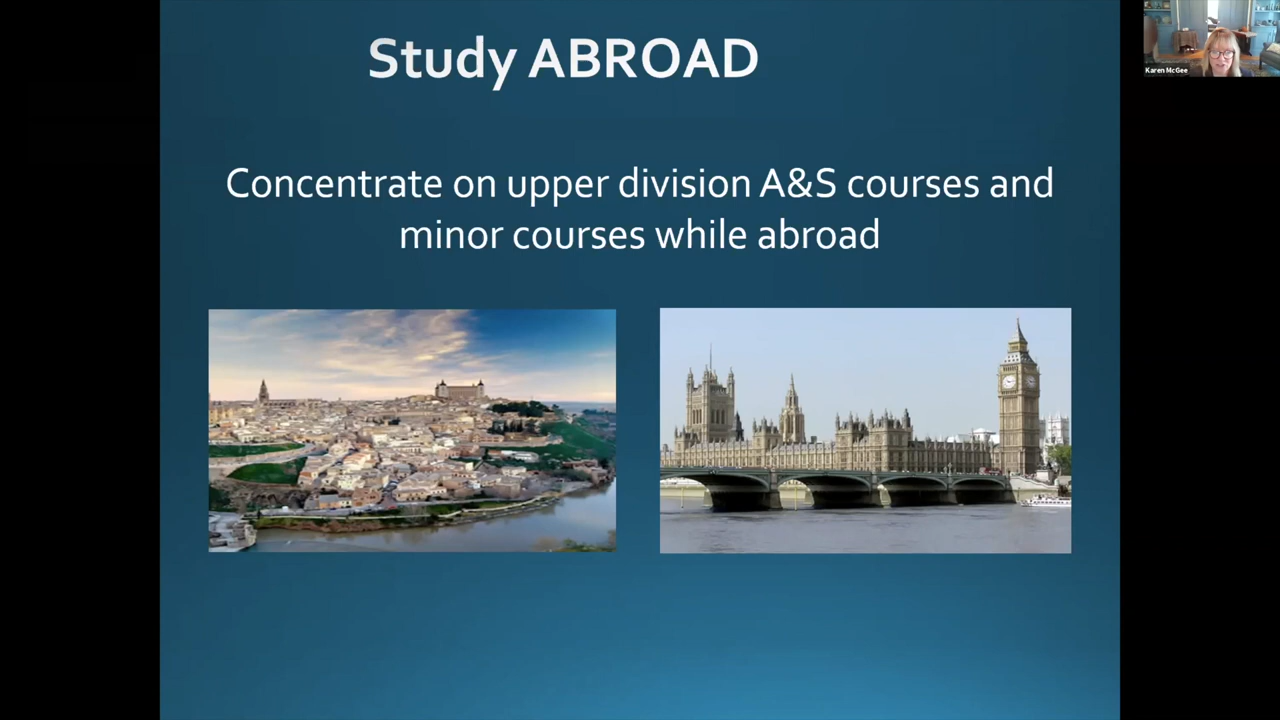 Study ABROAD
Karen McGee
Concentrate on upper division A&S courses and
minor courses while abroad